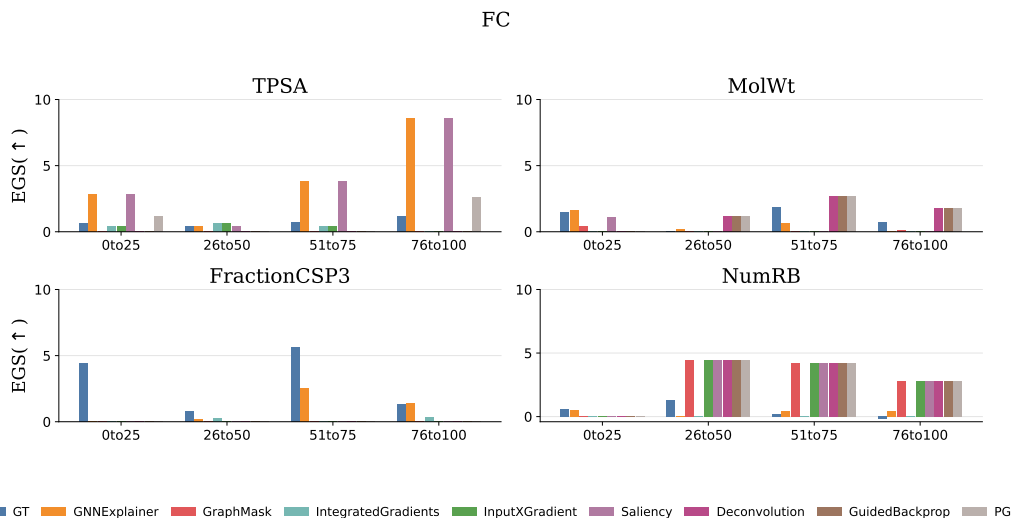 FC
TPSA
MolWt
EGS(↑)
10
5
0
0to25
26to50
51to75
76to100
10
5
0
0to25
26to50
51to75
76to100
FractionCSP3
NumRB
EGS(↑)
10
5
0
0to25
26to50
51to75
76to100
10
5
0
0to25
26to50
51to75
76to100
GT GNNExplainer GraphMask IntegratedGradients InputXGradient Saliency Deconvolution GuidedBackprop PG